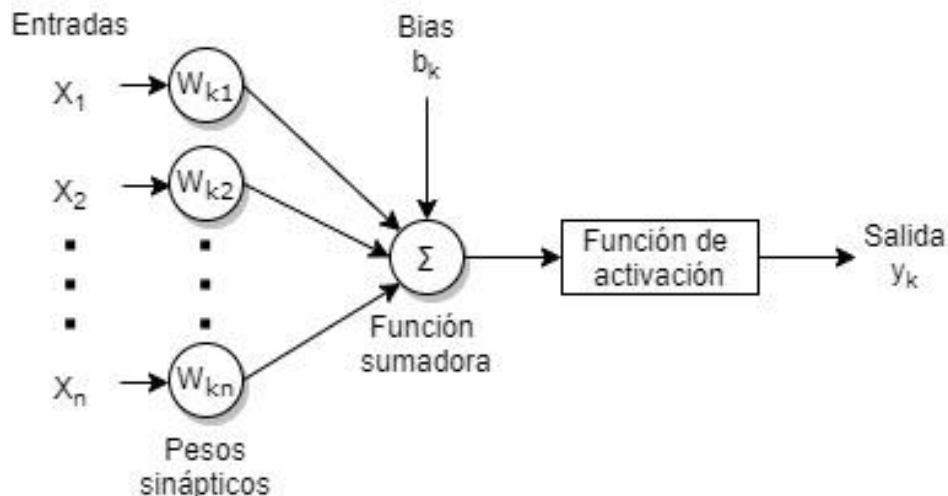 Entradas
Bias
b_k
X_1
W_k1
X_2
W_k2
Σ
Función de
activación
Salida
y_k
Función
sumadora
X_n
W_kn
Pesos
sinápticos